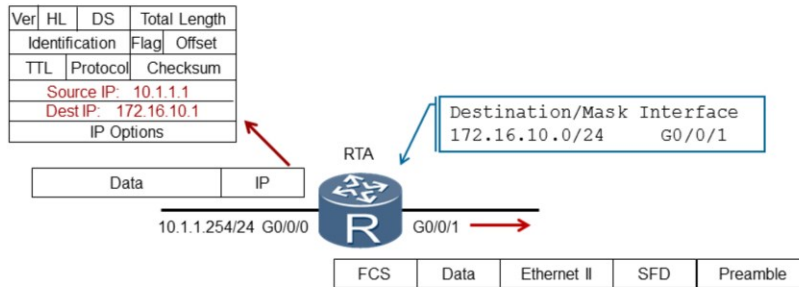 Ver HL DS Total Length
Identification Flag Offset
TTL Protocol Checksum
Source IP: 10.1.1.1
Dest IP: 172.16.10.1
IP Options
Destination/Mask Interface
172.16.10.0/24 G0/0/1
RTA
Data IP
10.1.1.254/24 G0/0/0 R G0/0/1
FCS Data Ethernet II SFD Preamble